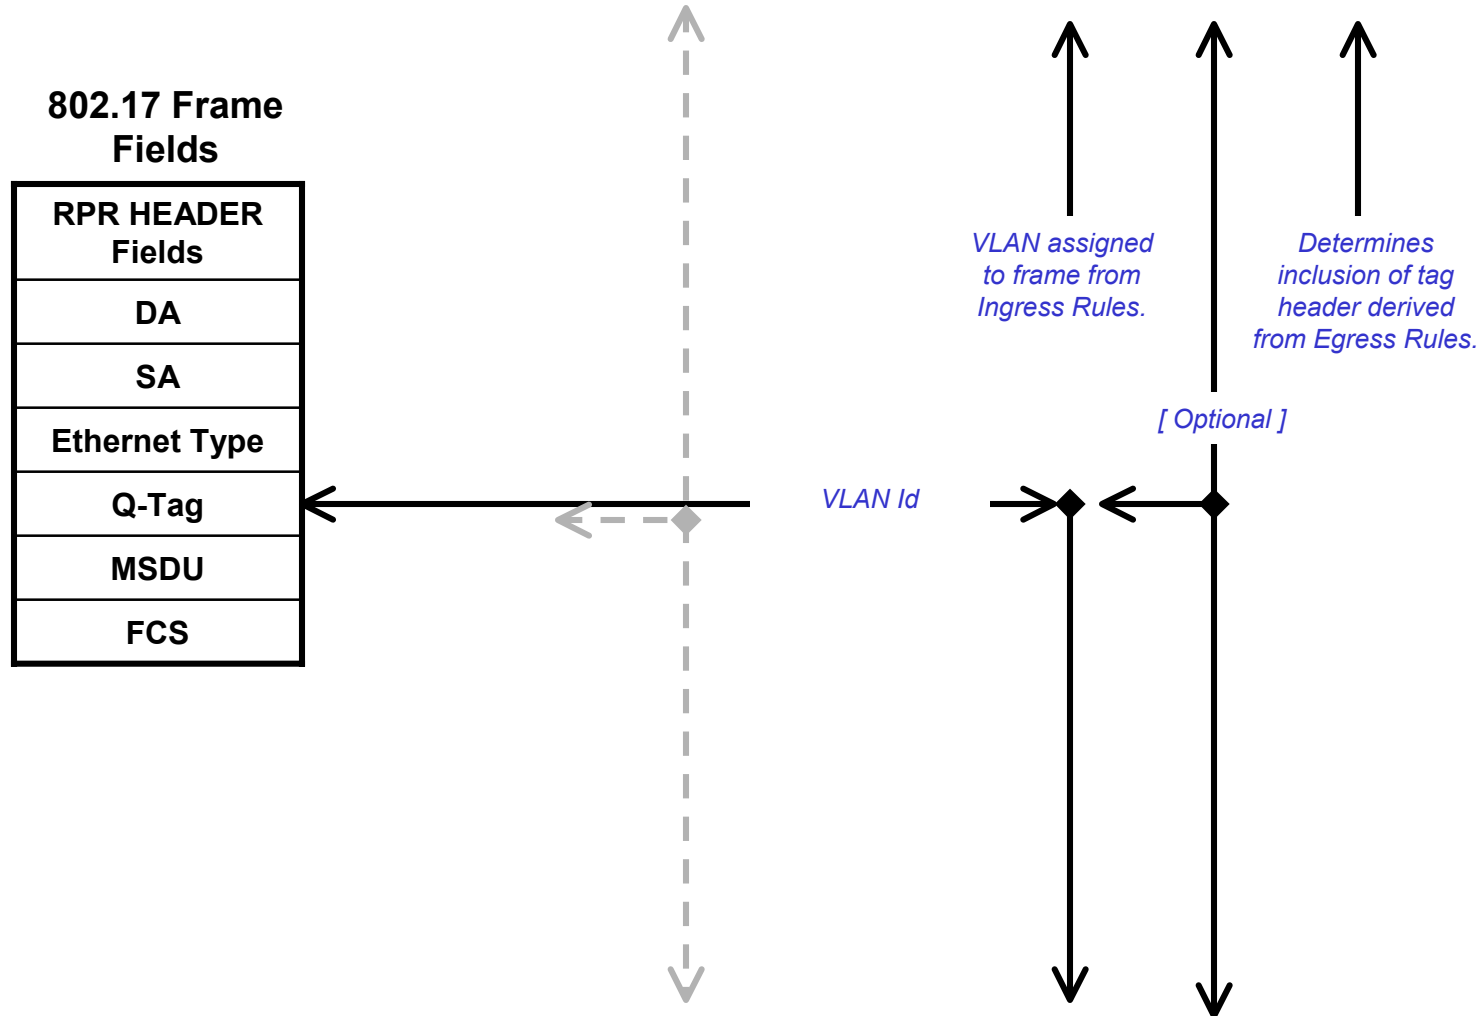 802.17 Frame
Fields
RPR HEADER
Fields
DA
SA
Ethernet Type
Q-Tag
MSDU
FCS
VLAN Id
VLAN assigned
to frame from
Ingress Rules.
[ Optional ]
Determines
inclusion of tag
header derived
from Egress Rules.